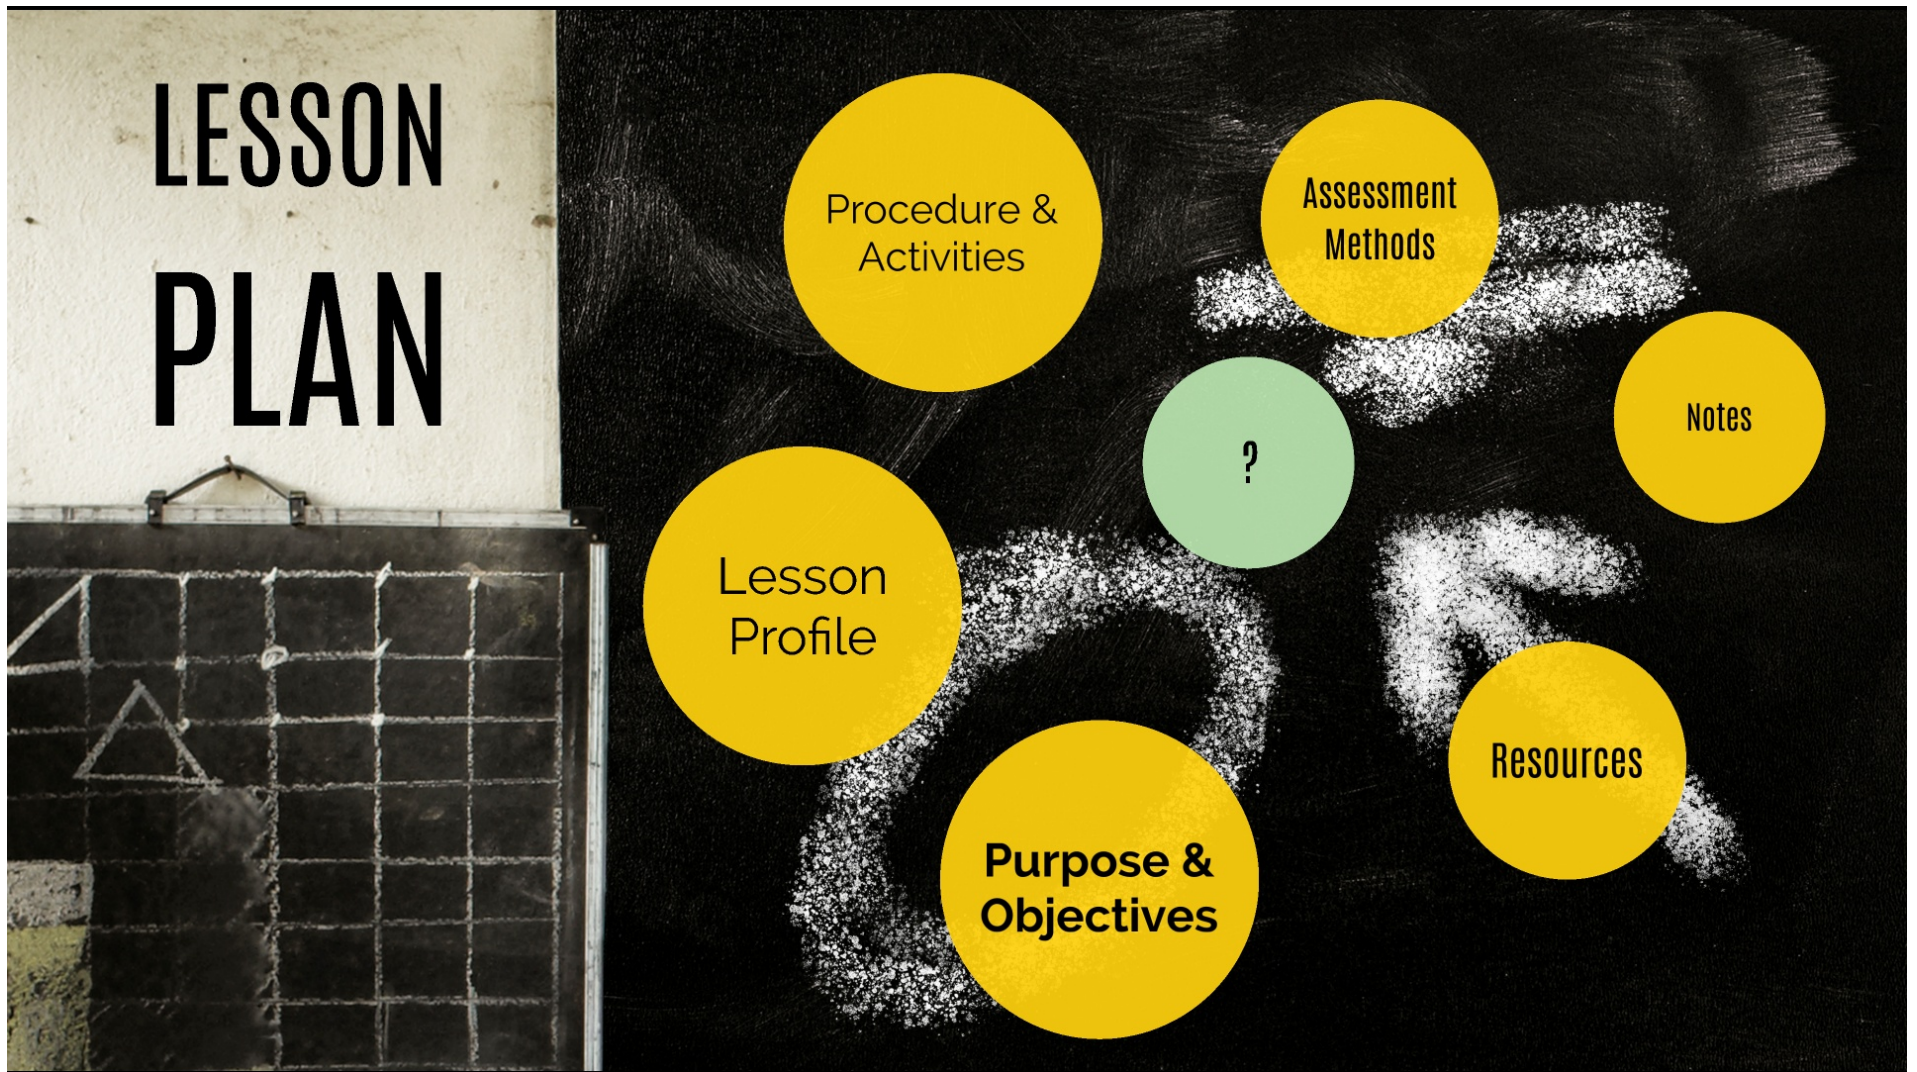 LESSON
PLAN
Procedure &
Activities
Assessment
Methods
Notes
?
Lesson
Profile
Resources
Purpose &
Objectives